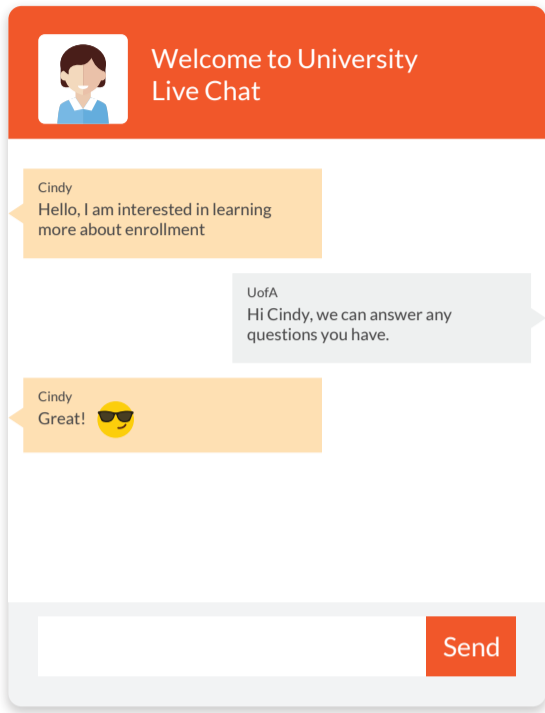 Welcome to University
Live Chat
Cindy
Hello, I am interested in learning
more about enrollment
UofA
Hi Cindy, we can answer any
questions you have.
Cindy
Great!
Send